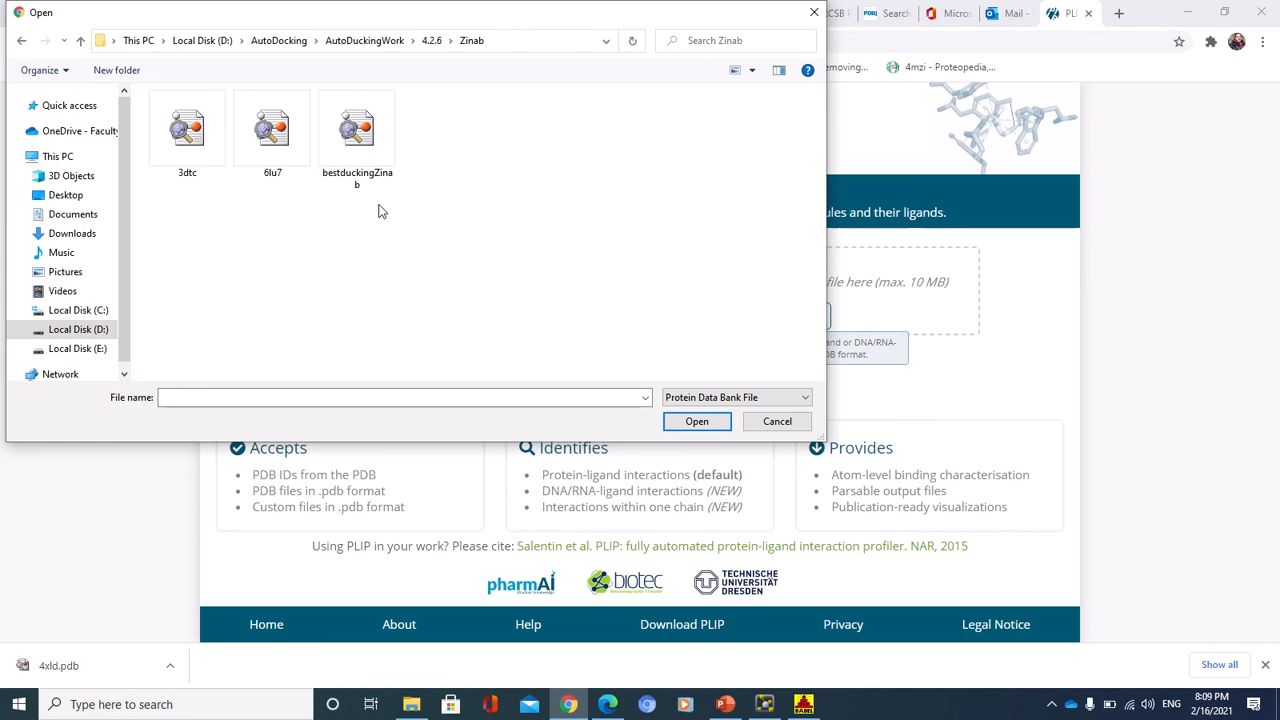 Open
CSB
Search
Micros
Mail -
PLI
This PC
Local Disk (D:)
AutoDocking
AutoDuckingWork
4.2.6
Zinab
Search Zinab
emoving...
4mzi - Proteopedia,...
Organize
New folder
Quick access
OneDrive - Faculty
This PC
3D Objects
Desktop
Documents
Downloads
Music
Pictures
Videos
Local Disk (C:)
Local Disk (D:)
Local Disk (E:)
Network
3dtc
6lu7
bestduckingZina
b
ules and their ligands.
file here (max. 10 MB)
and or DNA/RNA-
DB format.
File name:
Protein Data Bank File
Open
Cancel
Accepts
PDB IDs from the PDB
PDB files in .pdb format
Custom files in .pdb format
Identifies
Protein-ligand interactions (default)
DNA/RNA-ligand interactions (NEW)
Interactions within one chain (NEW)
Provides
Atom-level binding characterisation
Parsable output files
Publication-ready visualizations
Using PLIP in your work? Please cite: Salentin et al. PLIP: fully automated protein-ligand interaction profiler. NAR, 2015
pharmAI
biotec
TECHNISCHE
UNIVERSITÄT
DRESDEN
Home
About
Help
Download PLIP
Privacy
Legal Notice
4xld.pdb
Show all
Type here to search
BABEL
ENG
8:09 PM
2/16/2021